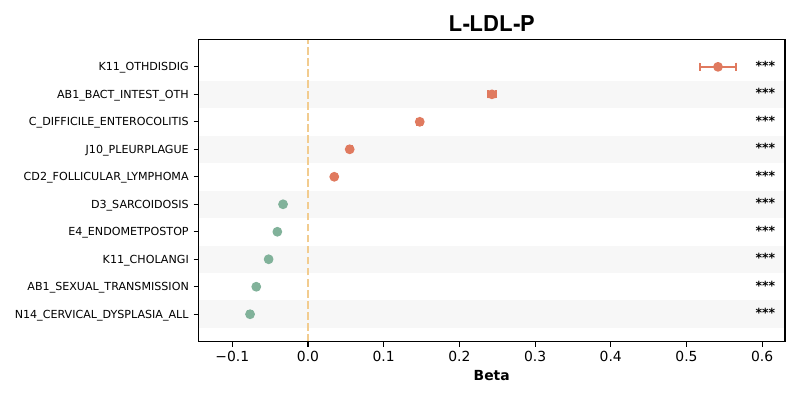 L-LDL-P
K11_OTHDISDIG ***
AB1_BACT_INTEST_OTH ***
C_DIFFICILE_ENTEROCOLITIS ***
J10_PLEURPLAGUE ***
CD2_FOLLICULAR_LYMPHOMA ***
D3_SARCOIDOSIS ***
E4_ENDOMETPOSTOP ***
K11_CHOLANGI ***
AB1_SEXUAL_TRANSMISSION ***
N14_CERVICAL_DYSPLASIA_ALL ***
−0.1 0.0 0.1 0.2 0.3 0.4 0.5 0.6
Beta